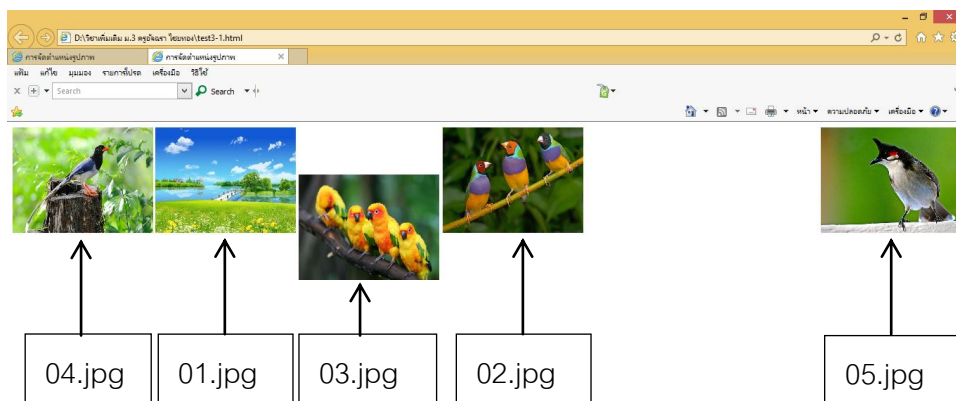 D:\วิชาเพิ่มเติม ม.3 ครูอัจฉรา ไชยทอง\test3-1.html
การจัดตำแหน่งรูปภาพ
การจัดตำแหน่งรูปภาพ
แฟ้ม แก้ไข มุมมอง รายการโปรด เครื่องมือ วิธีใช้
Search Search
หน้า ความปลอดภัย เครื่องมือ
04.jpg 01.jpg 03.jpg 02.jpg 05.jpg